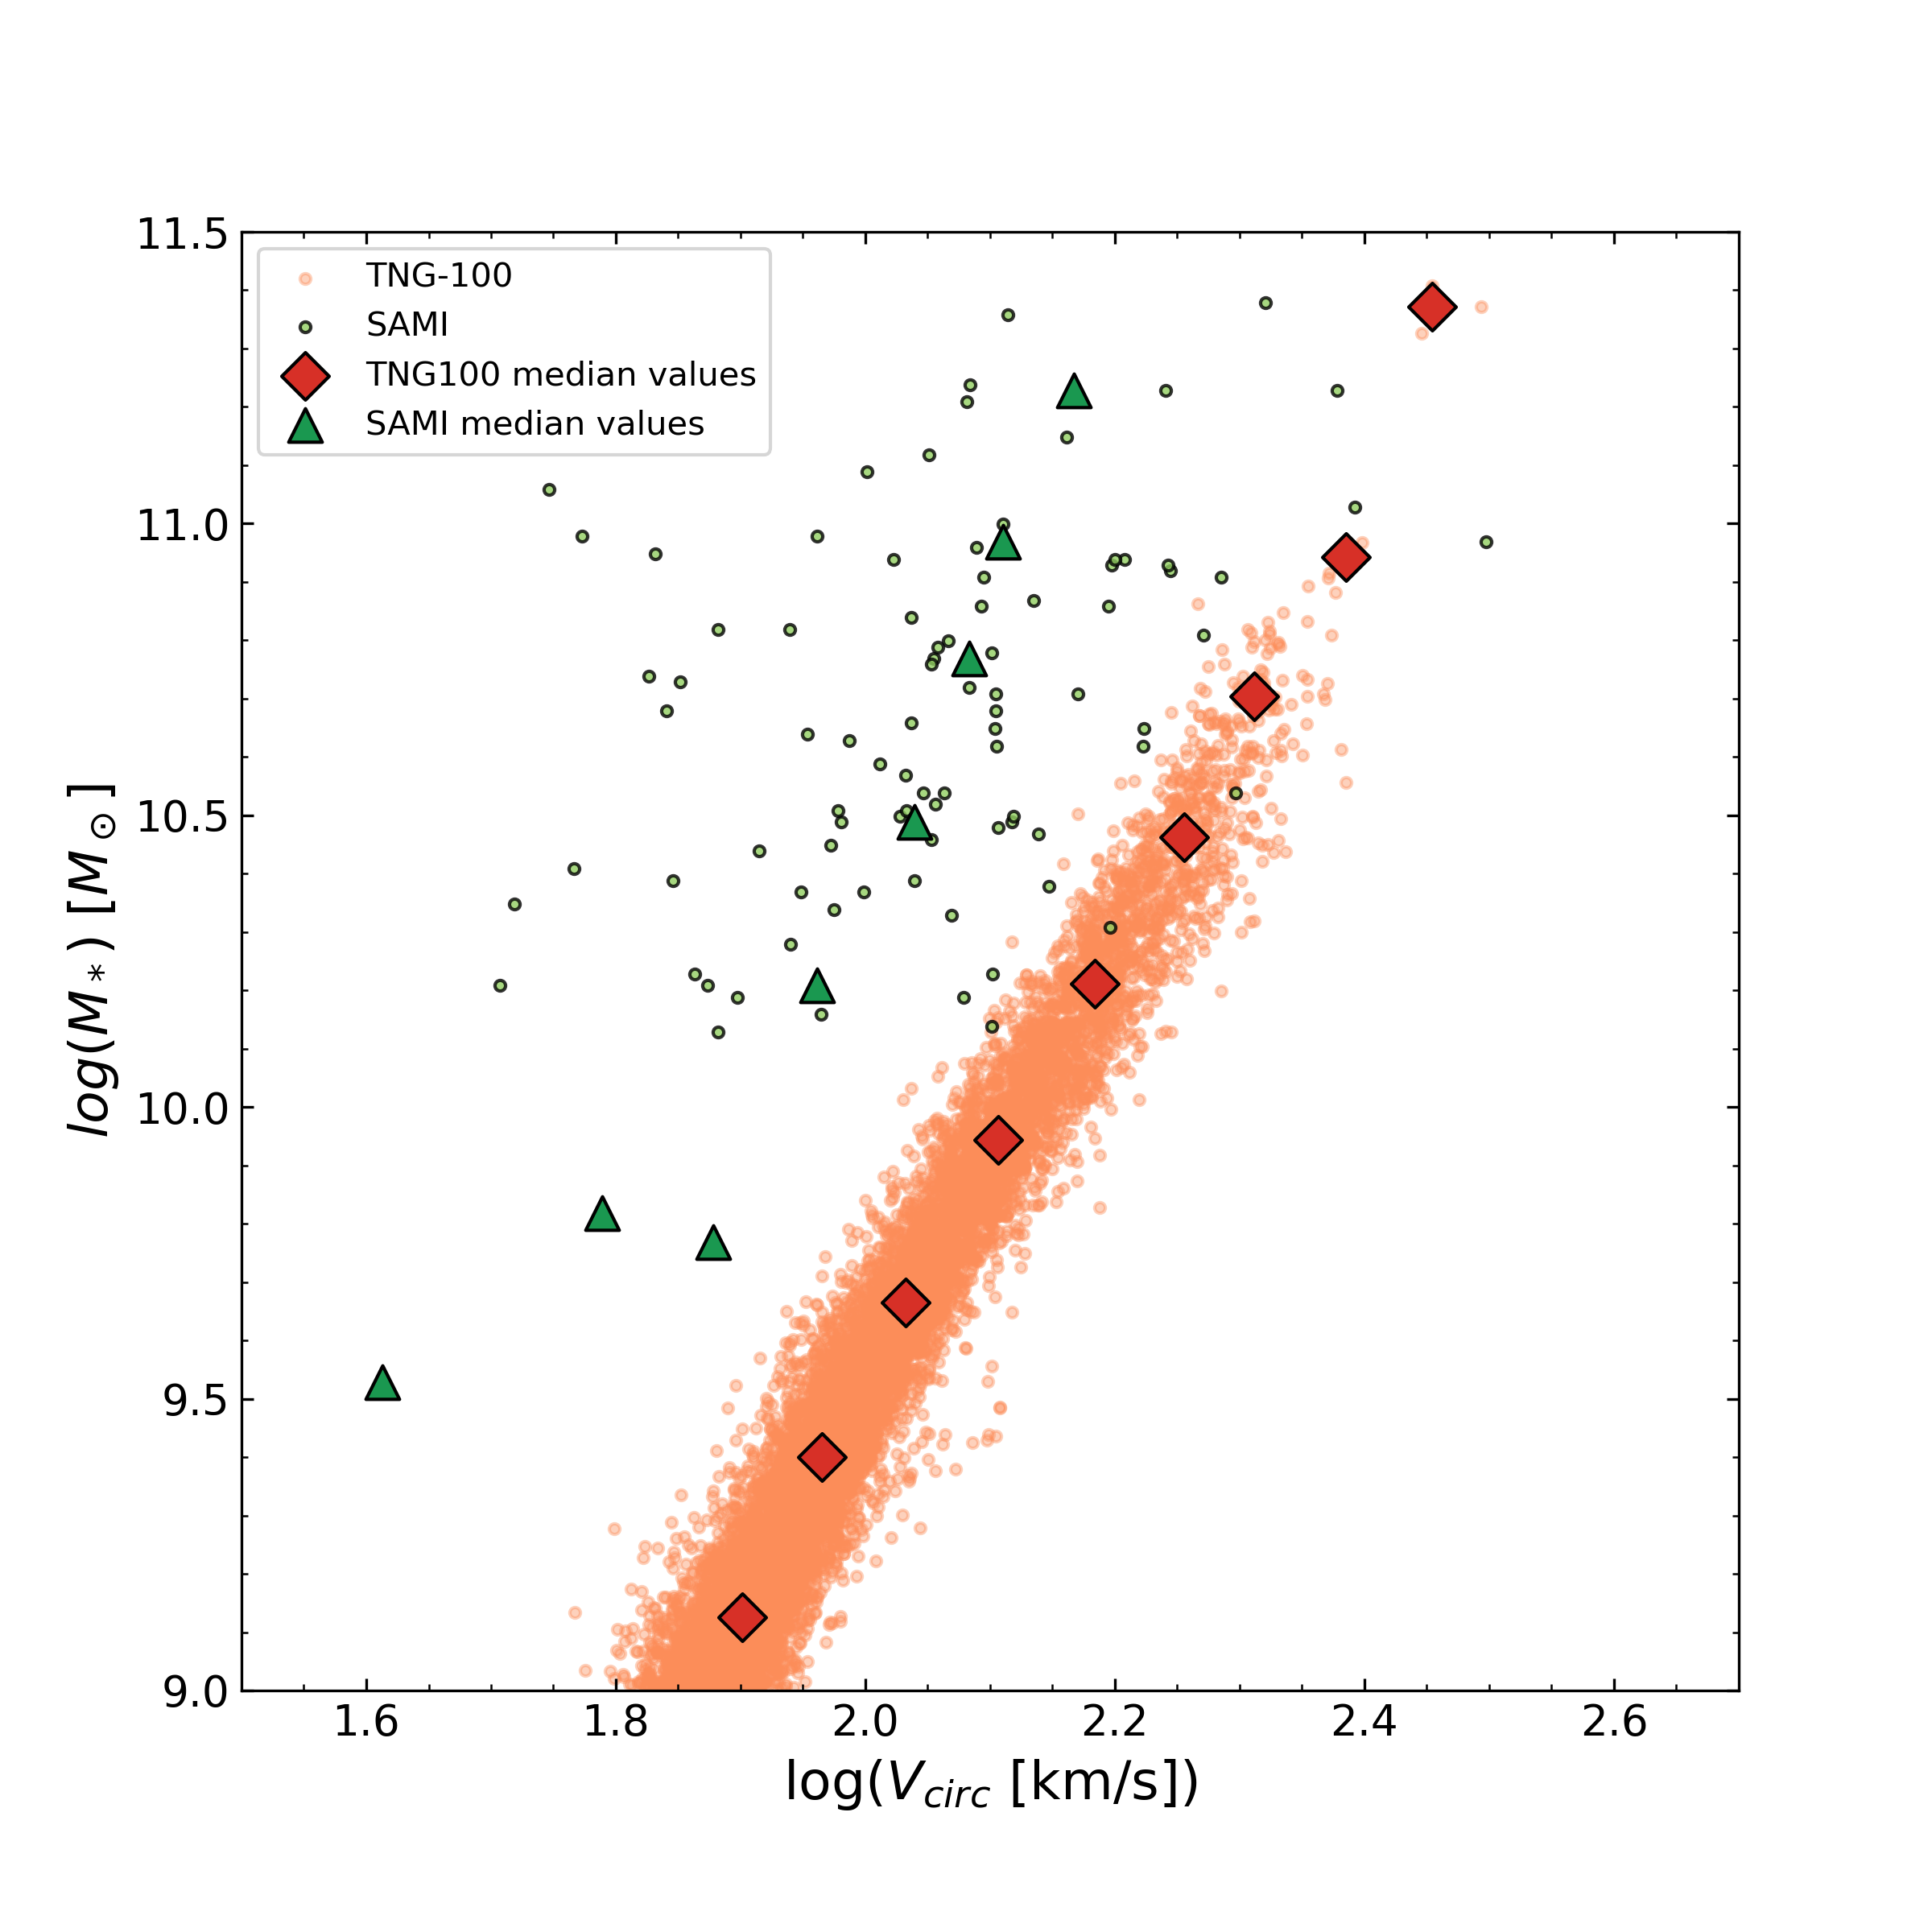 TNG-100
SAMI
TNG100 median values
SAMI median values
11.5
11.0
10.5
10.0
9.5
9.0
log(M*) [M⊙]
1.6 1.8 2.0 2.2 2.4 2.6
log(V_circ [km/s])